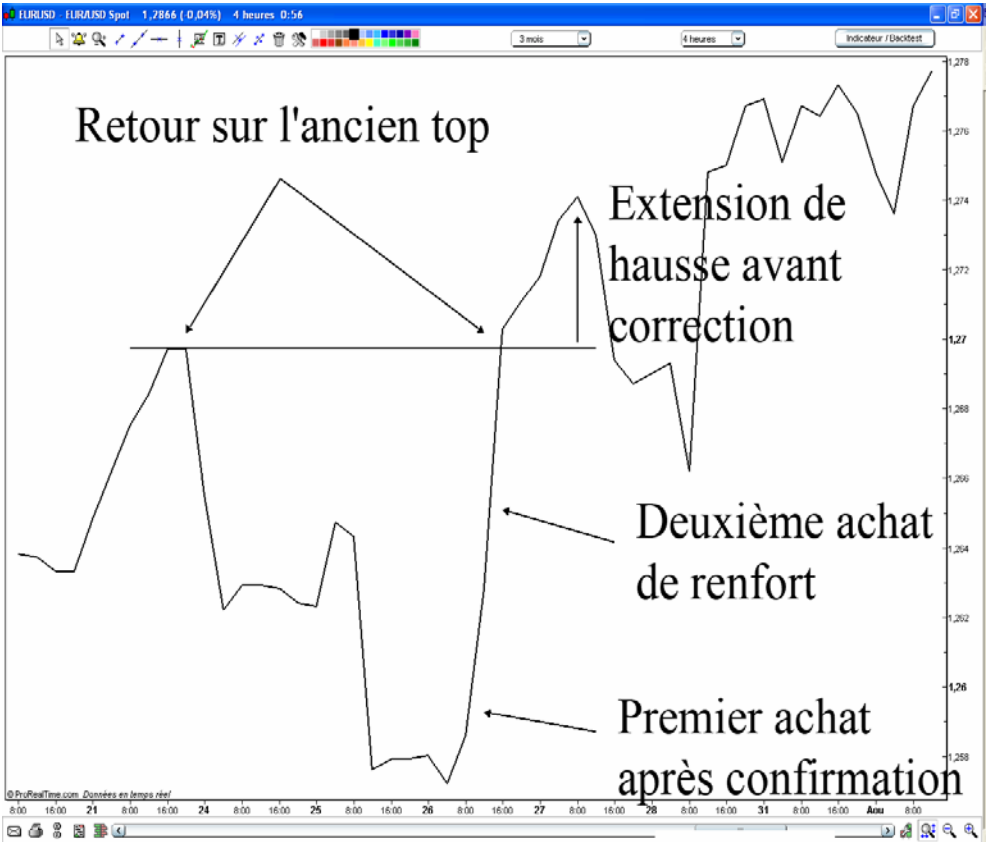 EURUSD - EUR/USD Spot 1,2866 (-0,04%) 4 heures 0:56
3 mois
4 heures
Indicateur / Backtest
1,278
Retour sur l'ancien top
1,276
Extension de
hausse avant
correction
1,274
1,272
1,27
1,268
1,266
Deuxième achat
de renfort
1,264
1,262
1,26
Premier achat
après confirmation
1,258
©ProRealTime.com Données en temps réel
8:00 16:00 21 8:00 16:00 24 8:00 16:00 25 8:00 16:00 26 8:00 16:00 27 8:00 16:00 28 8:00 16:00 31 8:00 16:00 Aou 8:00